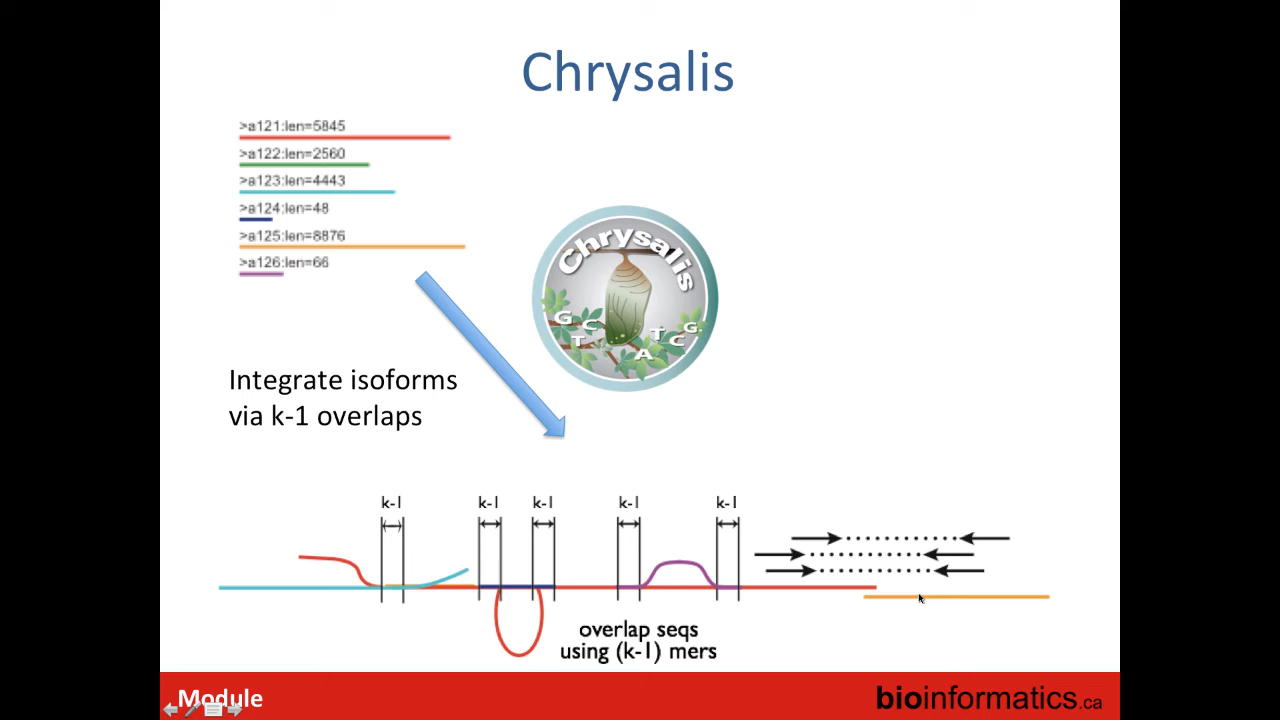 Chrysalis
>a121:len=5845
>a122:len=2560
>a123:len=4443
>a124:len=48
>a125:len=8876
>a126:len=66
Chrysalis
G C T A T C G
Integrate isoforms
via k-1 overlaps
k-1 k-1 k-1 k-1 k-1
overlap seqs
using (k-1) mers
Module
bioinformatics.ca